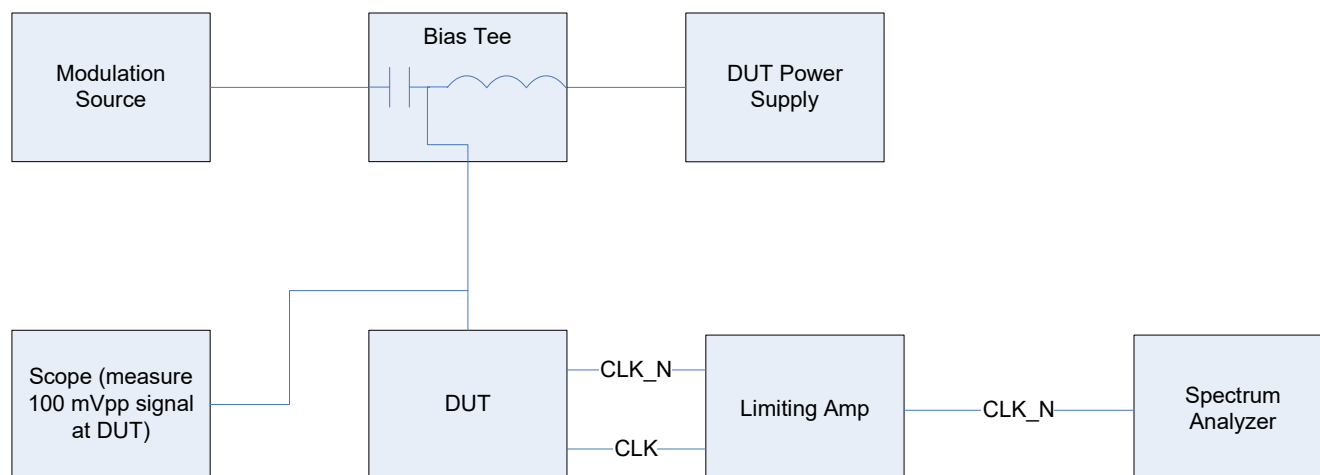 Modulation
Source
Bias Tee
DUT Power
Supply
Scope (measure
100 mVpp signal
at DUT)
DUT
CLK_N
CLK
Limiting Amp
CLK_N
Spectrum
Analyzer